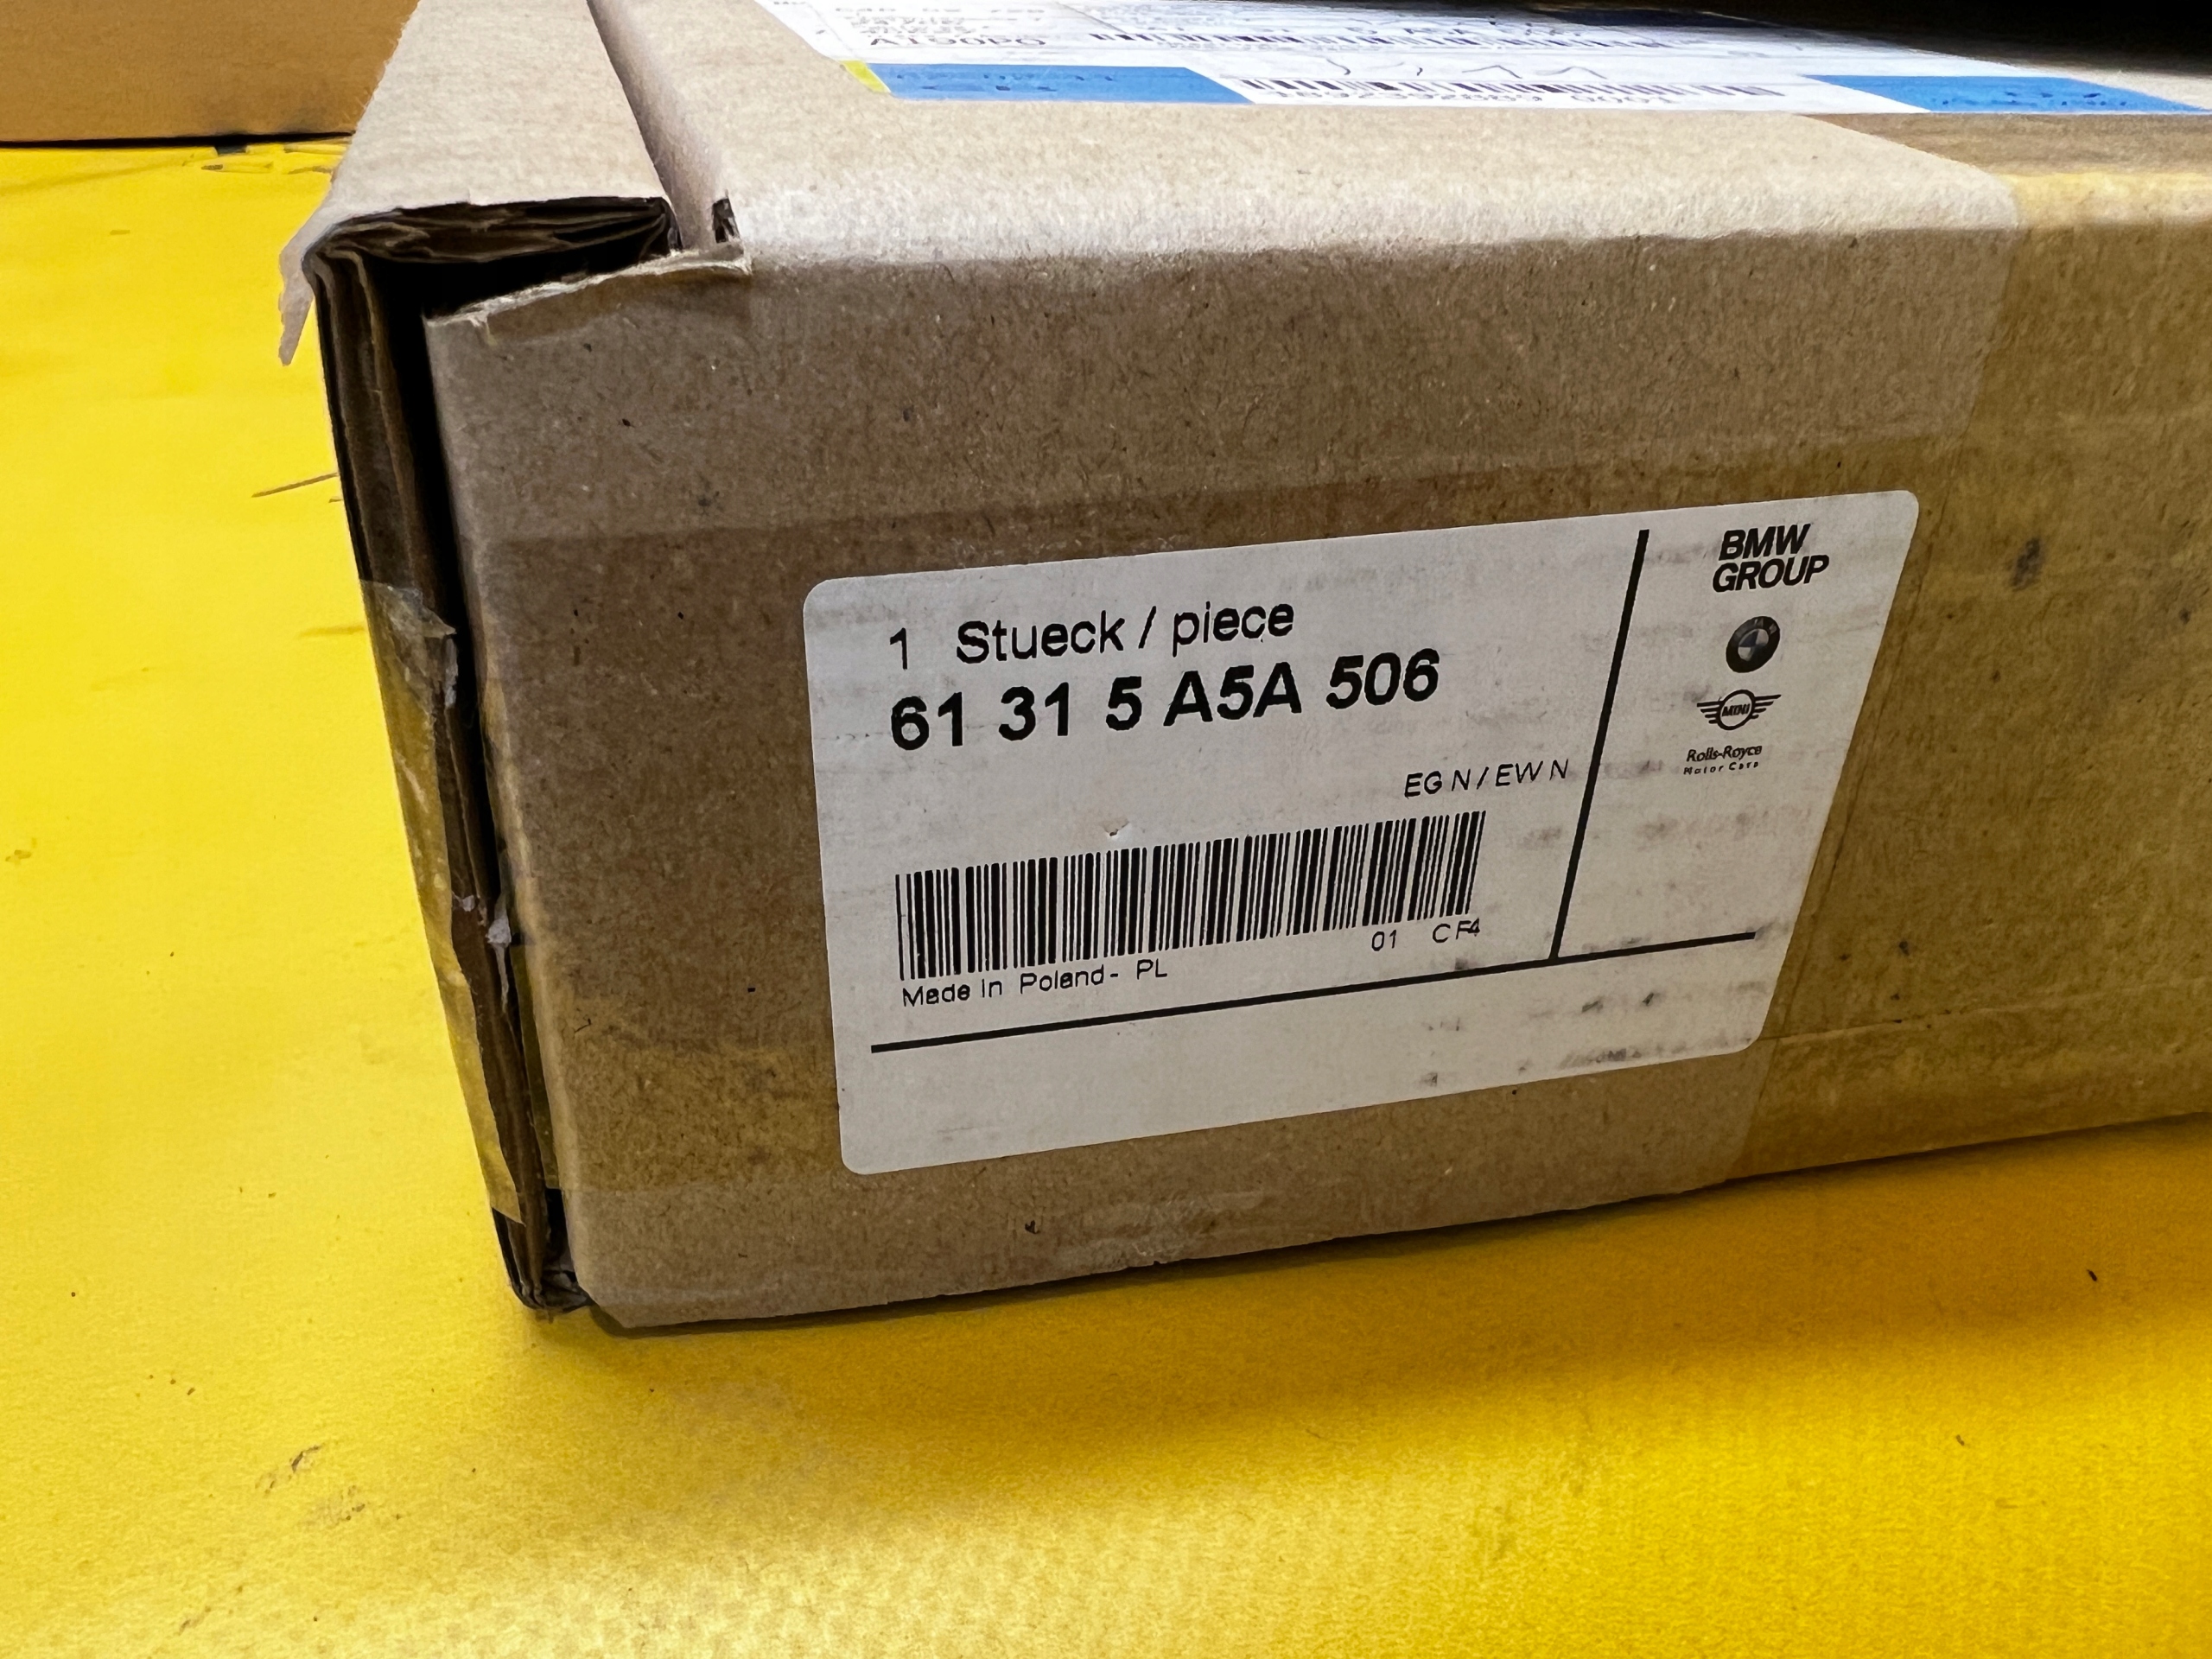 1 Stueck / piece
61 31 5 A5A 506
EG N / EW N
01 CF4
Made In Poland - PL
BMW
GROUP
MINI
Rolls-Royce
Motor Cars